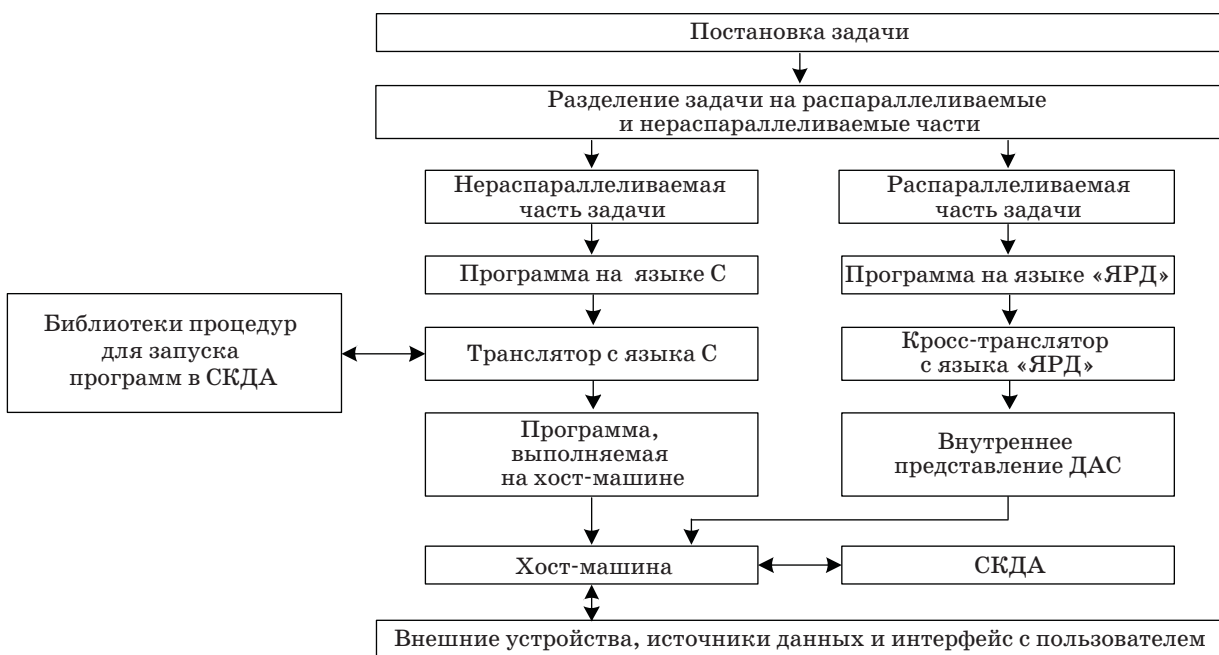 Постановка задачи
Разделение задачи на распараллеливаемые
и нераспараллеливаемые части
Нераспараллеливаемая
часть задачи
Распараллеливаемая
часть задачи
Программа на языке С
Программа на языке «ЯРД»
Библиотеки процедур
для запуска
программ в СКДА
Транслятор с языка С
Кросс-транслятор
с языка «ЯРД»
Программа,
выполняемая
на хост-машине
Внутреннее
представление ДАС
Хост-машина
СКДА
Внешние устройства, источники данных и интерфейс с пользователем